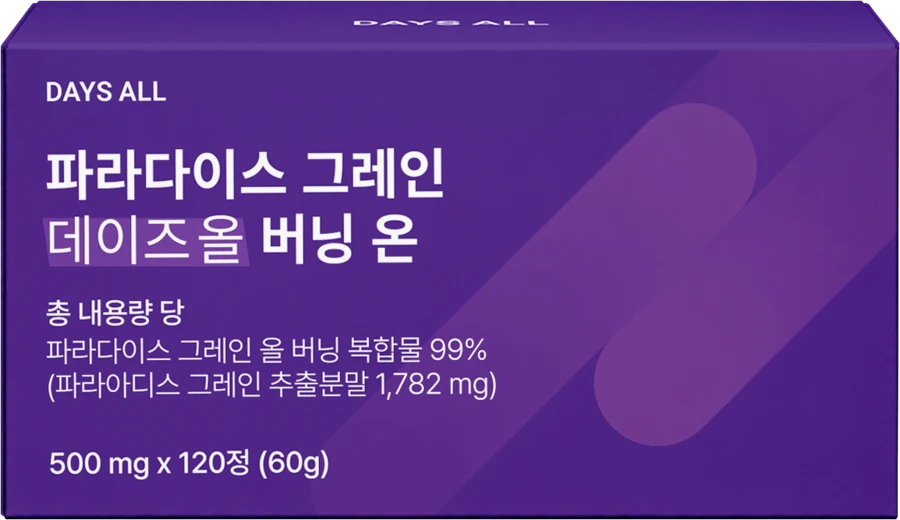 DAYS ALL
DAYS ALL
파라다이스 그레인
데이즈올 버닝 온
총 내용량 당
파라다이스 그레인 올 버닝 복합물 99%
(파라아디스 그레인 추출분말 1,782 mg)
500 mg x 120정 (60g)